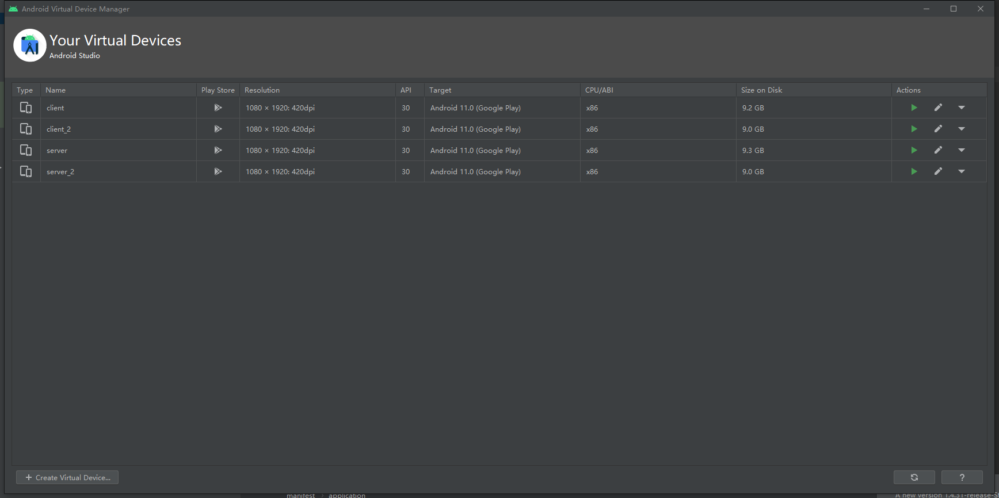 Android Virtual Device Manager
Your Virtual Devices
Android Studio
Type Name Play Store Resolution API Target CPU/ABI Size on Disk Actions
client 1080 × 1920: 420dpi 30 Android 11.0 (Google Play) x86 9.2 GB
client_2 1080 × 1920: 420dpi 30 Android 11.0 (Google Play) x86 9.0 GB
server 1080 × 1920: 420dpi 30 Android 11.0 (Google Play) x86 9.3 GB
server_2 1080 × 1920: 420dpi 30 Android 11.0 (Google Play) x86 9.0 GB
+ Create Virtual Device... ?
manifest › application A new version 1.4.31-release-